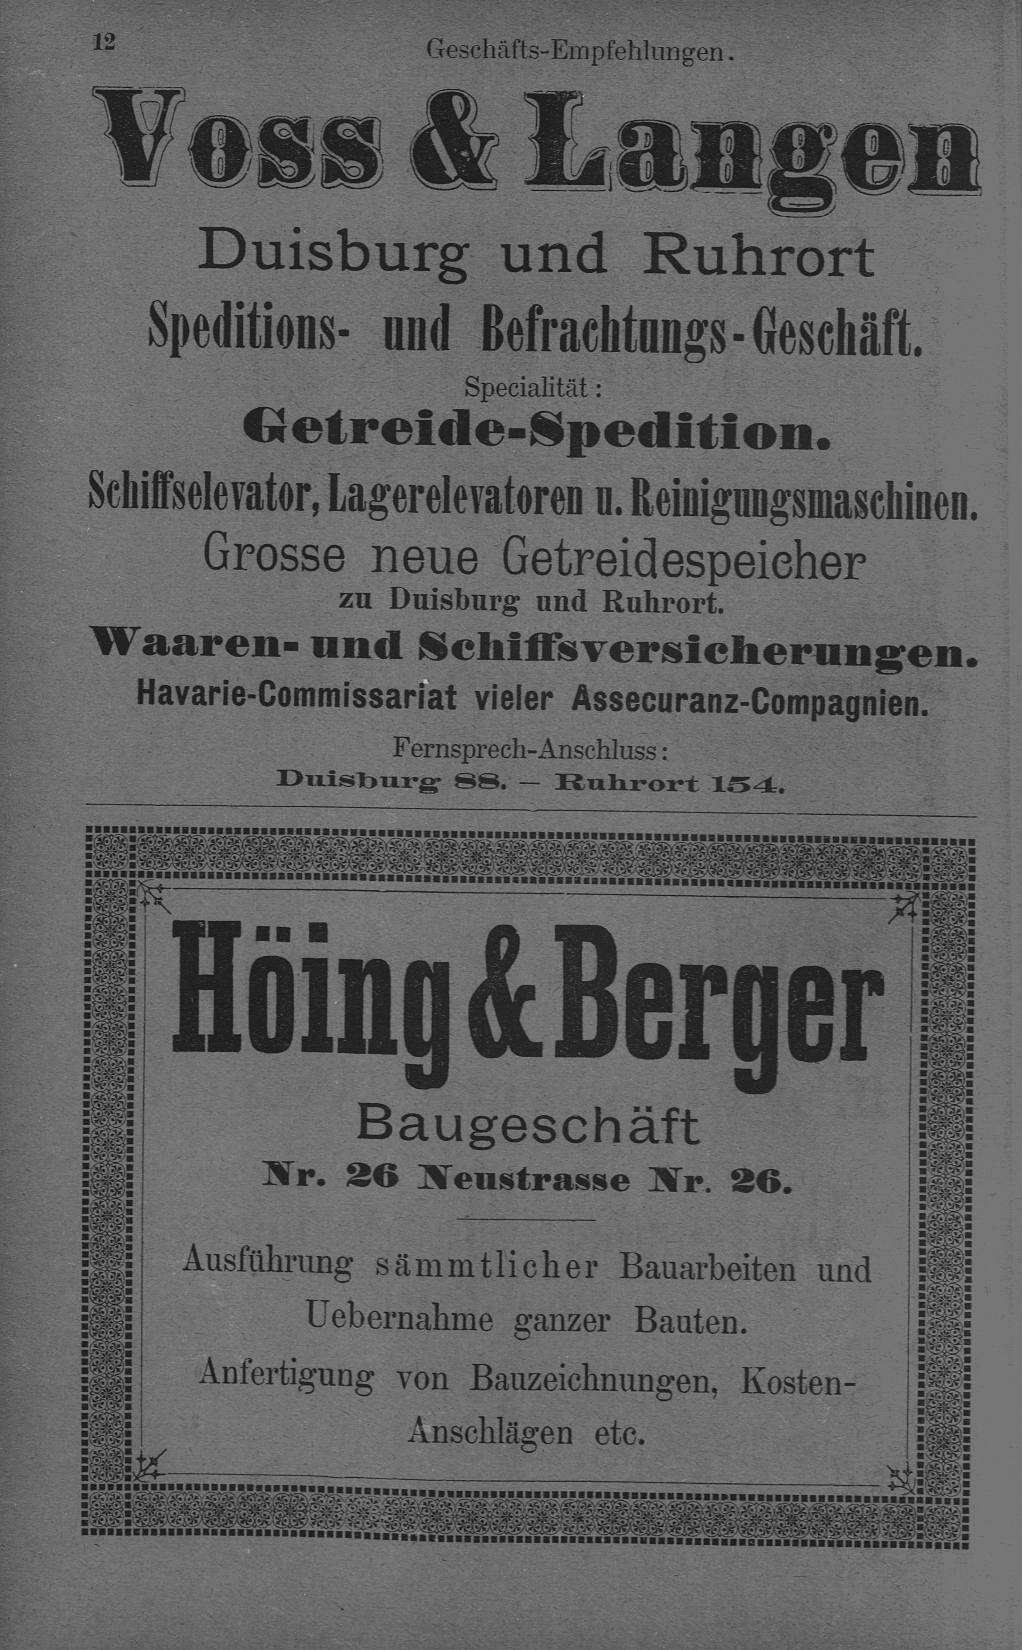 12
Geschäfts-Empfehlungen.
Voss & Langen
Duisburg und Ruhrort
Speditions- und Befrachtungs-Geschäft.
Specialität:
Getreide-Spedition.
Schiffselevator, Lagerelevatoren u. Reinigungsmaschinen.
Grosse neue Getreidespeicher
zu Duisburg und Ruhrort.
Waaren- und Schiffsversicherungen.
Havarie-Commissariat vieler Assecuranz-Compagnien.
Fernsprech-Anschluss:
Duisburg 88. — Ruhrort 154.
Höing & Berger
Baugeschäft
Nr. 26 Neustrasse Nr. 26.
Ausführung sämmtlicher Bauarbeiten und
Uebernahme ganzer Bauten.
Anfertigung von Bauzeichnungen, Kosten-
Anschlägen etc.